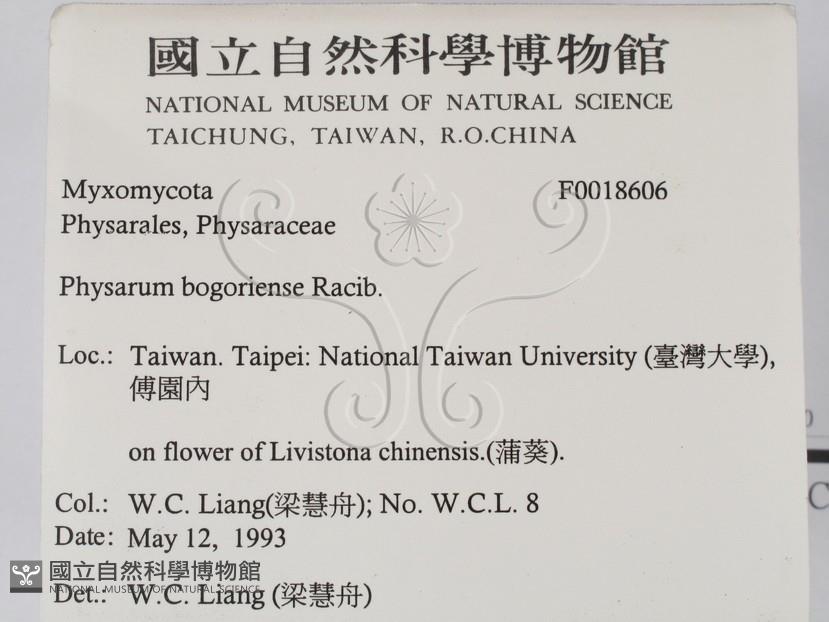 國立自然科學博物館
NATIONAL MUSEUM OF NATURAL SCIENCE
TAICHUNG, TAIWAN, R.O.CHINA
Myxomycota F0018606
Physarales, Physaraceae
Physarum bogoriense Racib.
Loc.: Taiwan. Taipei: National Taiwan University (臺灣大學),
傅園內
on flower of Livistona chinensis.(蒲葵).
Col.: W.C. Liang(梁慧舟); No. W.C.L. 8
Date: May 12, 1993
國立自然科學博物館
NATIONAL MUSEUM OF NATURAL SCIENCE
Det.: W.C. Liang (梁慧舟)